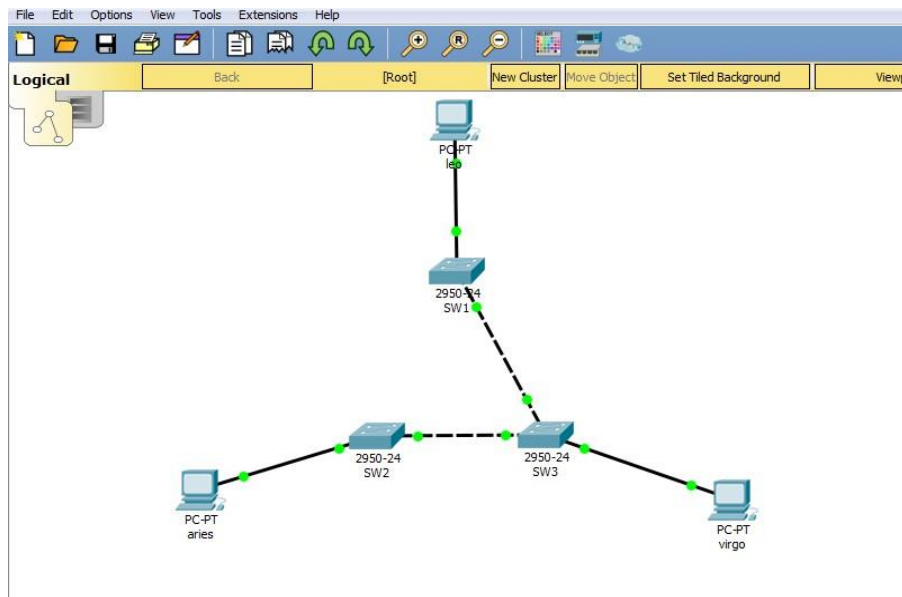 File Edit Options View Tools Extensions Help
Logical Back [Root] New Cluster Move Object Set Tiled Background
PC-PT
leo
2950-24
SW1
2950-24
SW2
2950-24
SW3
PC-PT
aries
PC-PT
virgo